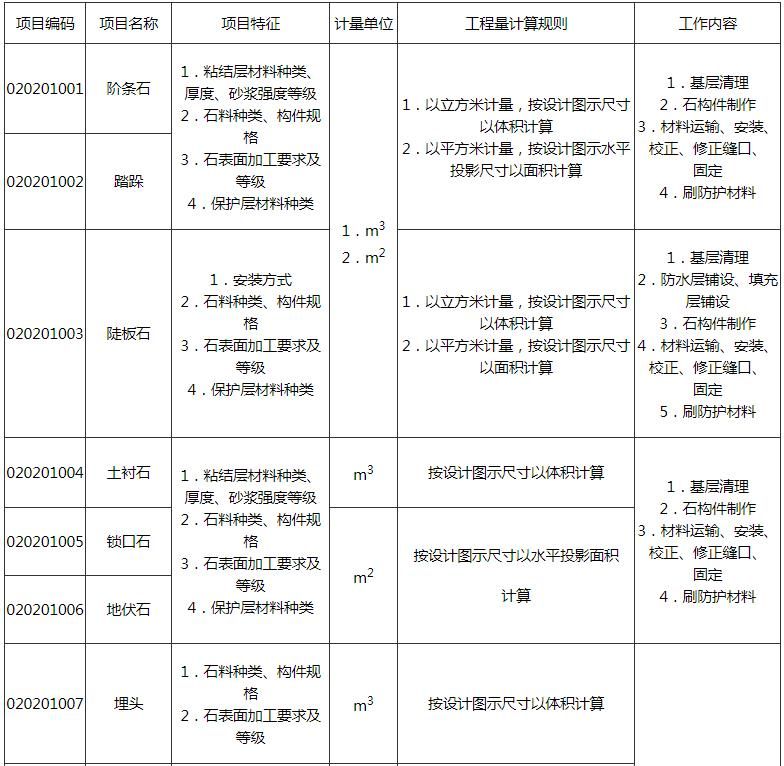 项目编码 项目名称 项目特征 计量单位 工程量计算规则 工作内容
020201001 阶条石
020201002 踏跺
1．粘结层材料种类、
厚度、砂浆强度等级
2．石料种类、构件规
格
3．石表面加工要求及
等级
4．保护层材料种类
1．m3
2．m2
1．以立方米计量，按设计图示尺寸
以体积计算
2．以平方米计量，按设计图示水平
投影尺寸以面积计算
1．基层清理
2．石构件制作
3．材料运输、安装、
校正、修正缝口、
固定
4．刷防护材料
020201003 陡板石
1．安装方式
2．石料种类、构件规
格
3．石表面加工要求及
等级
4．保护层材料种类
1．以立方米计量，按设计图示尺寸
以体积计算
2．以平方米计量，按设计图示尺寸
以面积计算
1．基层清理
2．防水层铺设、填充
层铺设
3．石构件制作
4．材料运输、安装、
校正、修正缝口、
固定
5．刷防护材料
020201004 土衬石
020201005 锁口石
020201006 地伏石
1．粘结层材料种类、
厚度、砂浆强度等级
2．石料种类、构件规
格
3．石表面加工要求及
等级
4．保护层材料种类
m3
按设计图示尺寸以体积计算
m2
按设计图示尺寸以水平投影面积
计算
1．基层清理
2．石构件制作
3．材料运输、安装、
校正、修正缝口、
固定
4．刷防护材料
020201007 埋头
1．石料种类、构件规
格
2．石表面加工要求及
等级
m3
按设计图示尺寸以体积计算